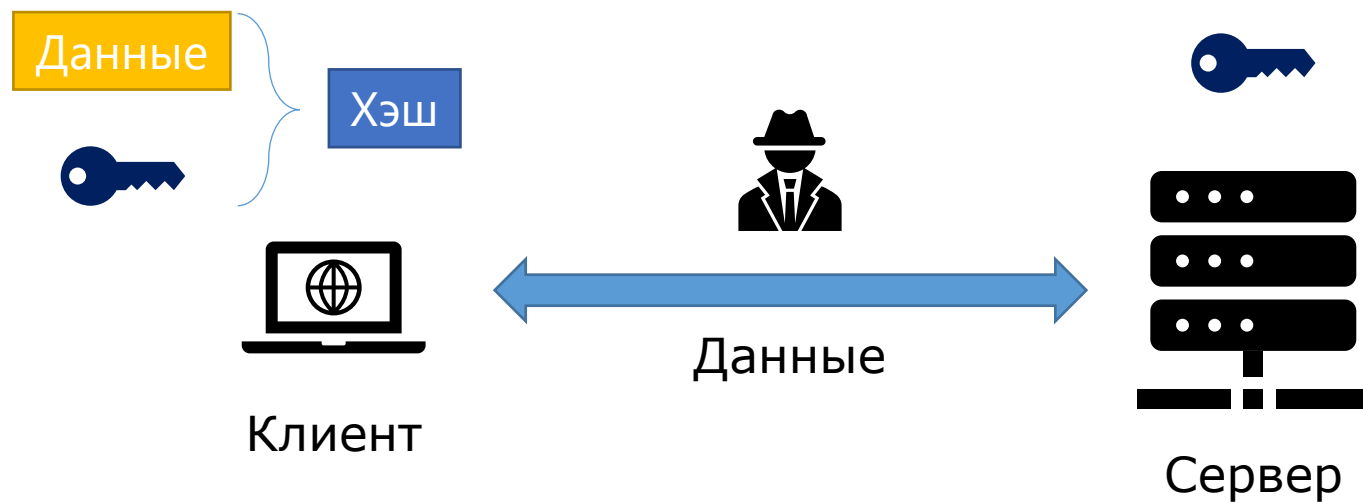 Данные
Хэш
Данные
Клиент
Сервер